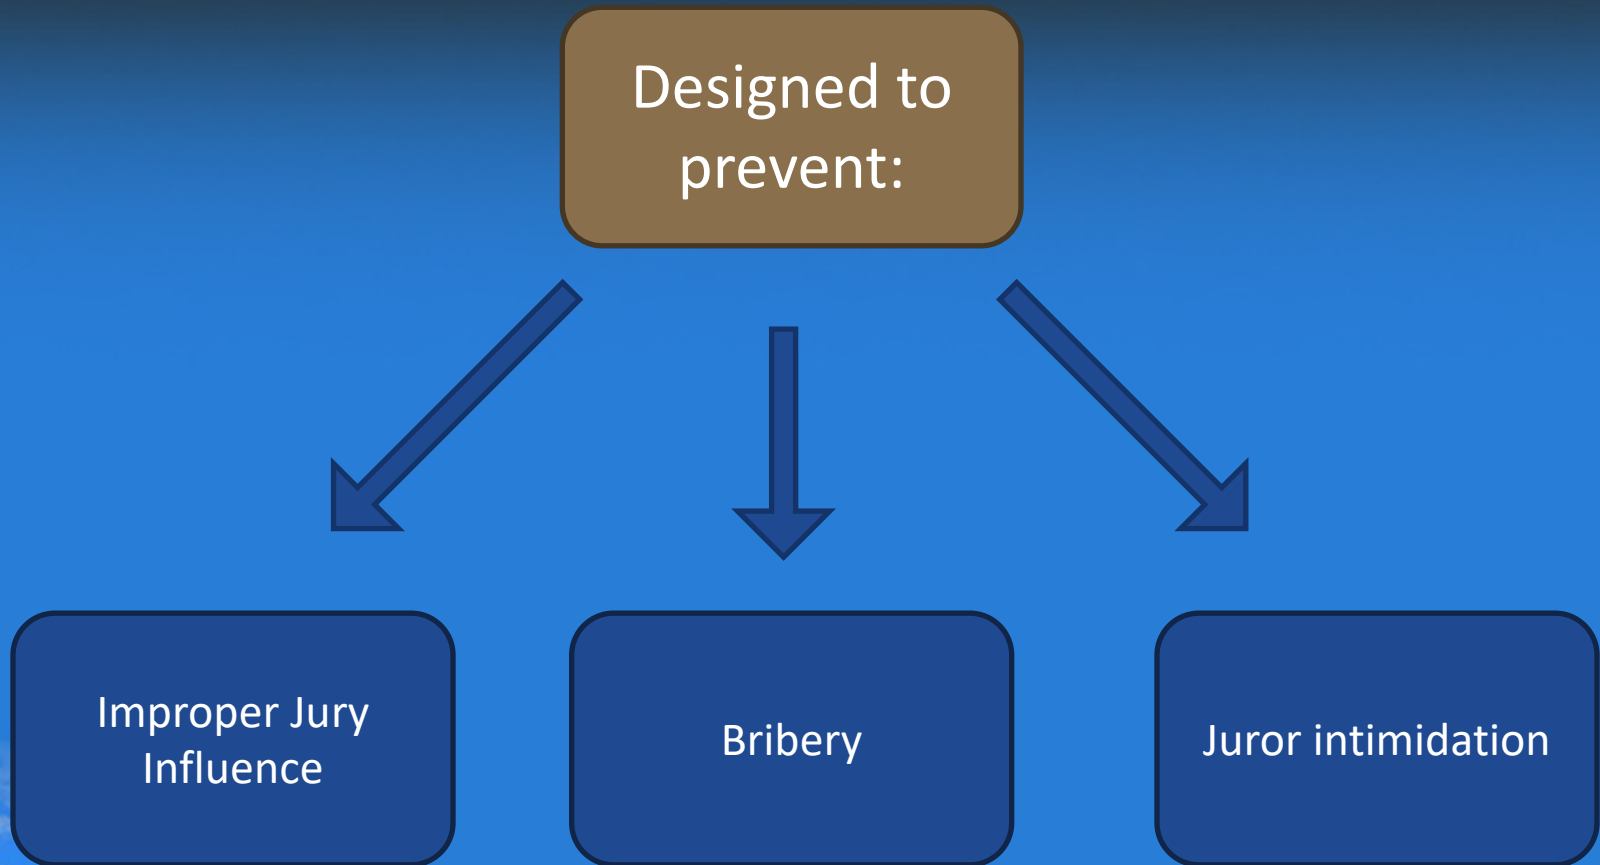 Designed to
prevent:
Improper Jury
Influence
Bribery
Juror intimidation